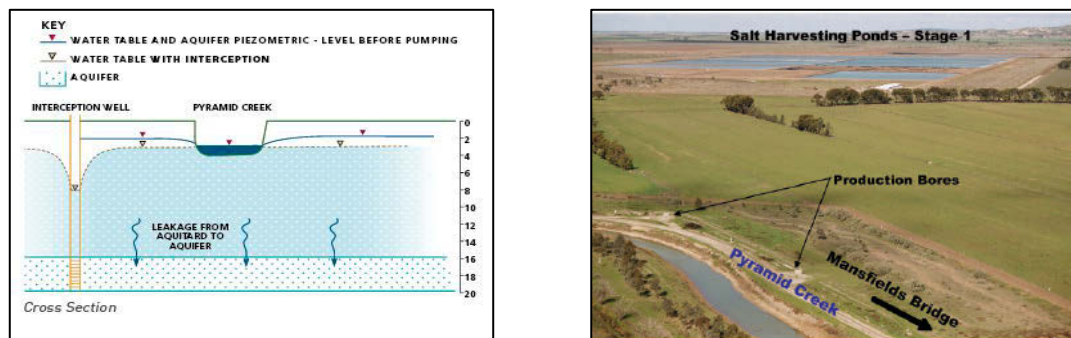 KEY
WATER TABLE AND AQUIFER PIEZOMETRIC - LEVEL BEFORE PUMPING
WATER TABLE WITH INTERCEPTION
AQUIFER
INTERCEPTION WELL
PYRAMID CREEK
0
2
4
6
8
10
12
14
16
18
20
LEAKAGE FROM
AQUITARD TO
AQUIFER
Cross Section
Salt Harvesting Ponds – Stage 1
Production Bores
Pyramid Creek
Mansfields Bridge